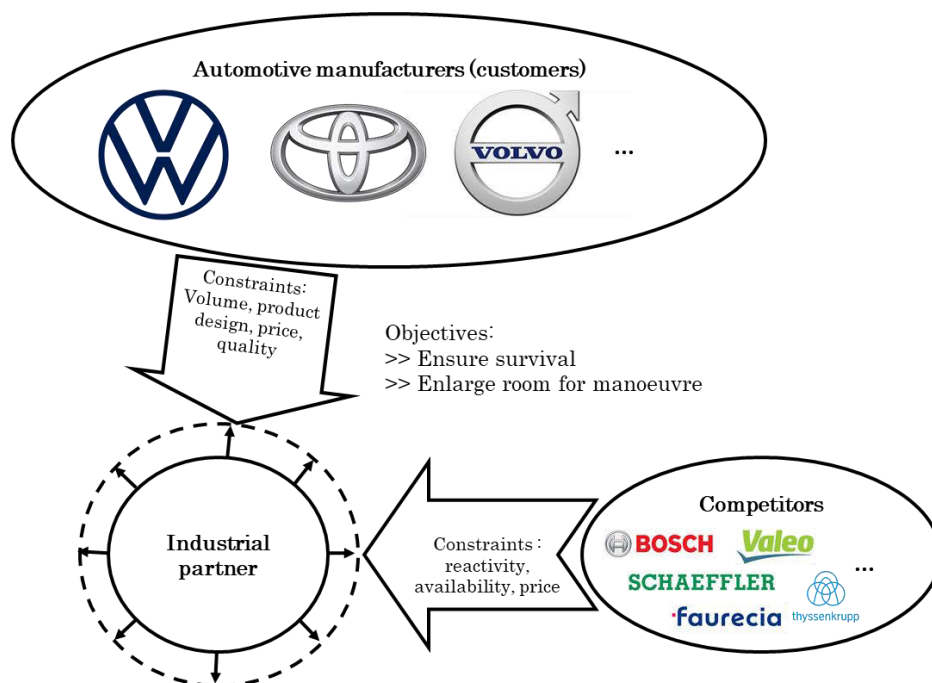 Automotive manufacturers (customers)
VOLVO
...
Constraints:
Volume, product
design, price,
quality
Objectives:
>> Ensure survival
>> Enlarge room for manoeuvre
Industrial
partner
Constraints :
reactivity,
availability, price
Competitors
BOSCH
Valeo
...
SCHAEFFLER
faurecia
thyssenkrupp